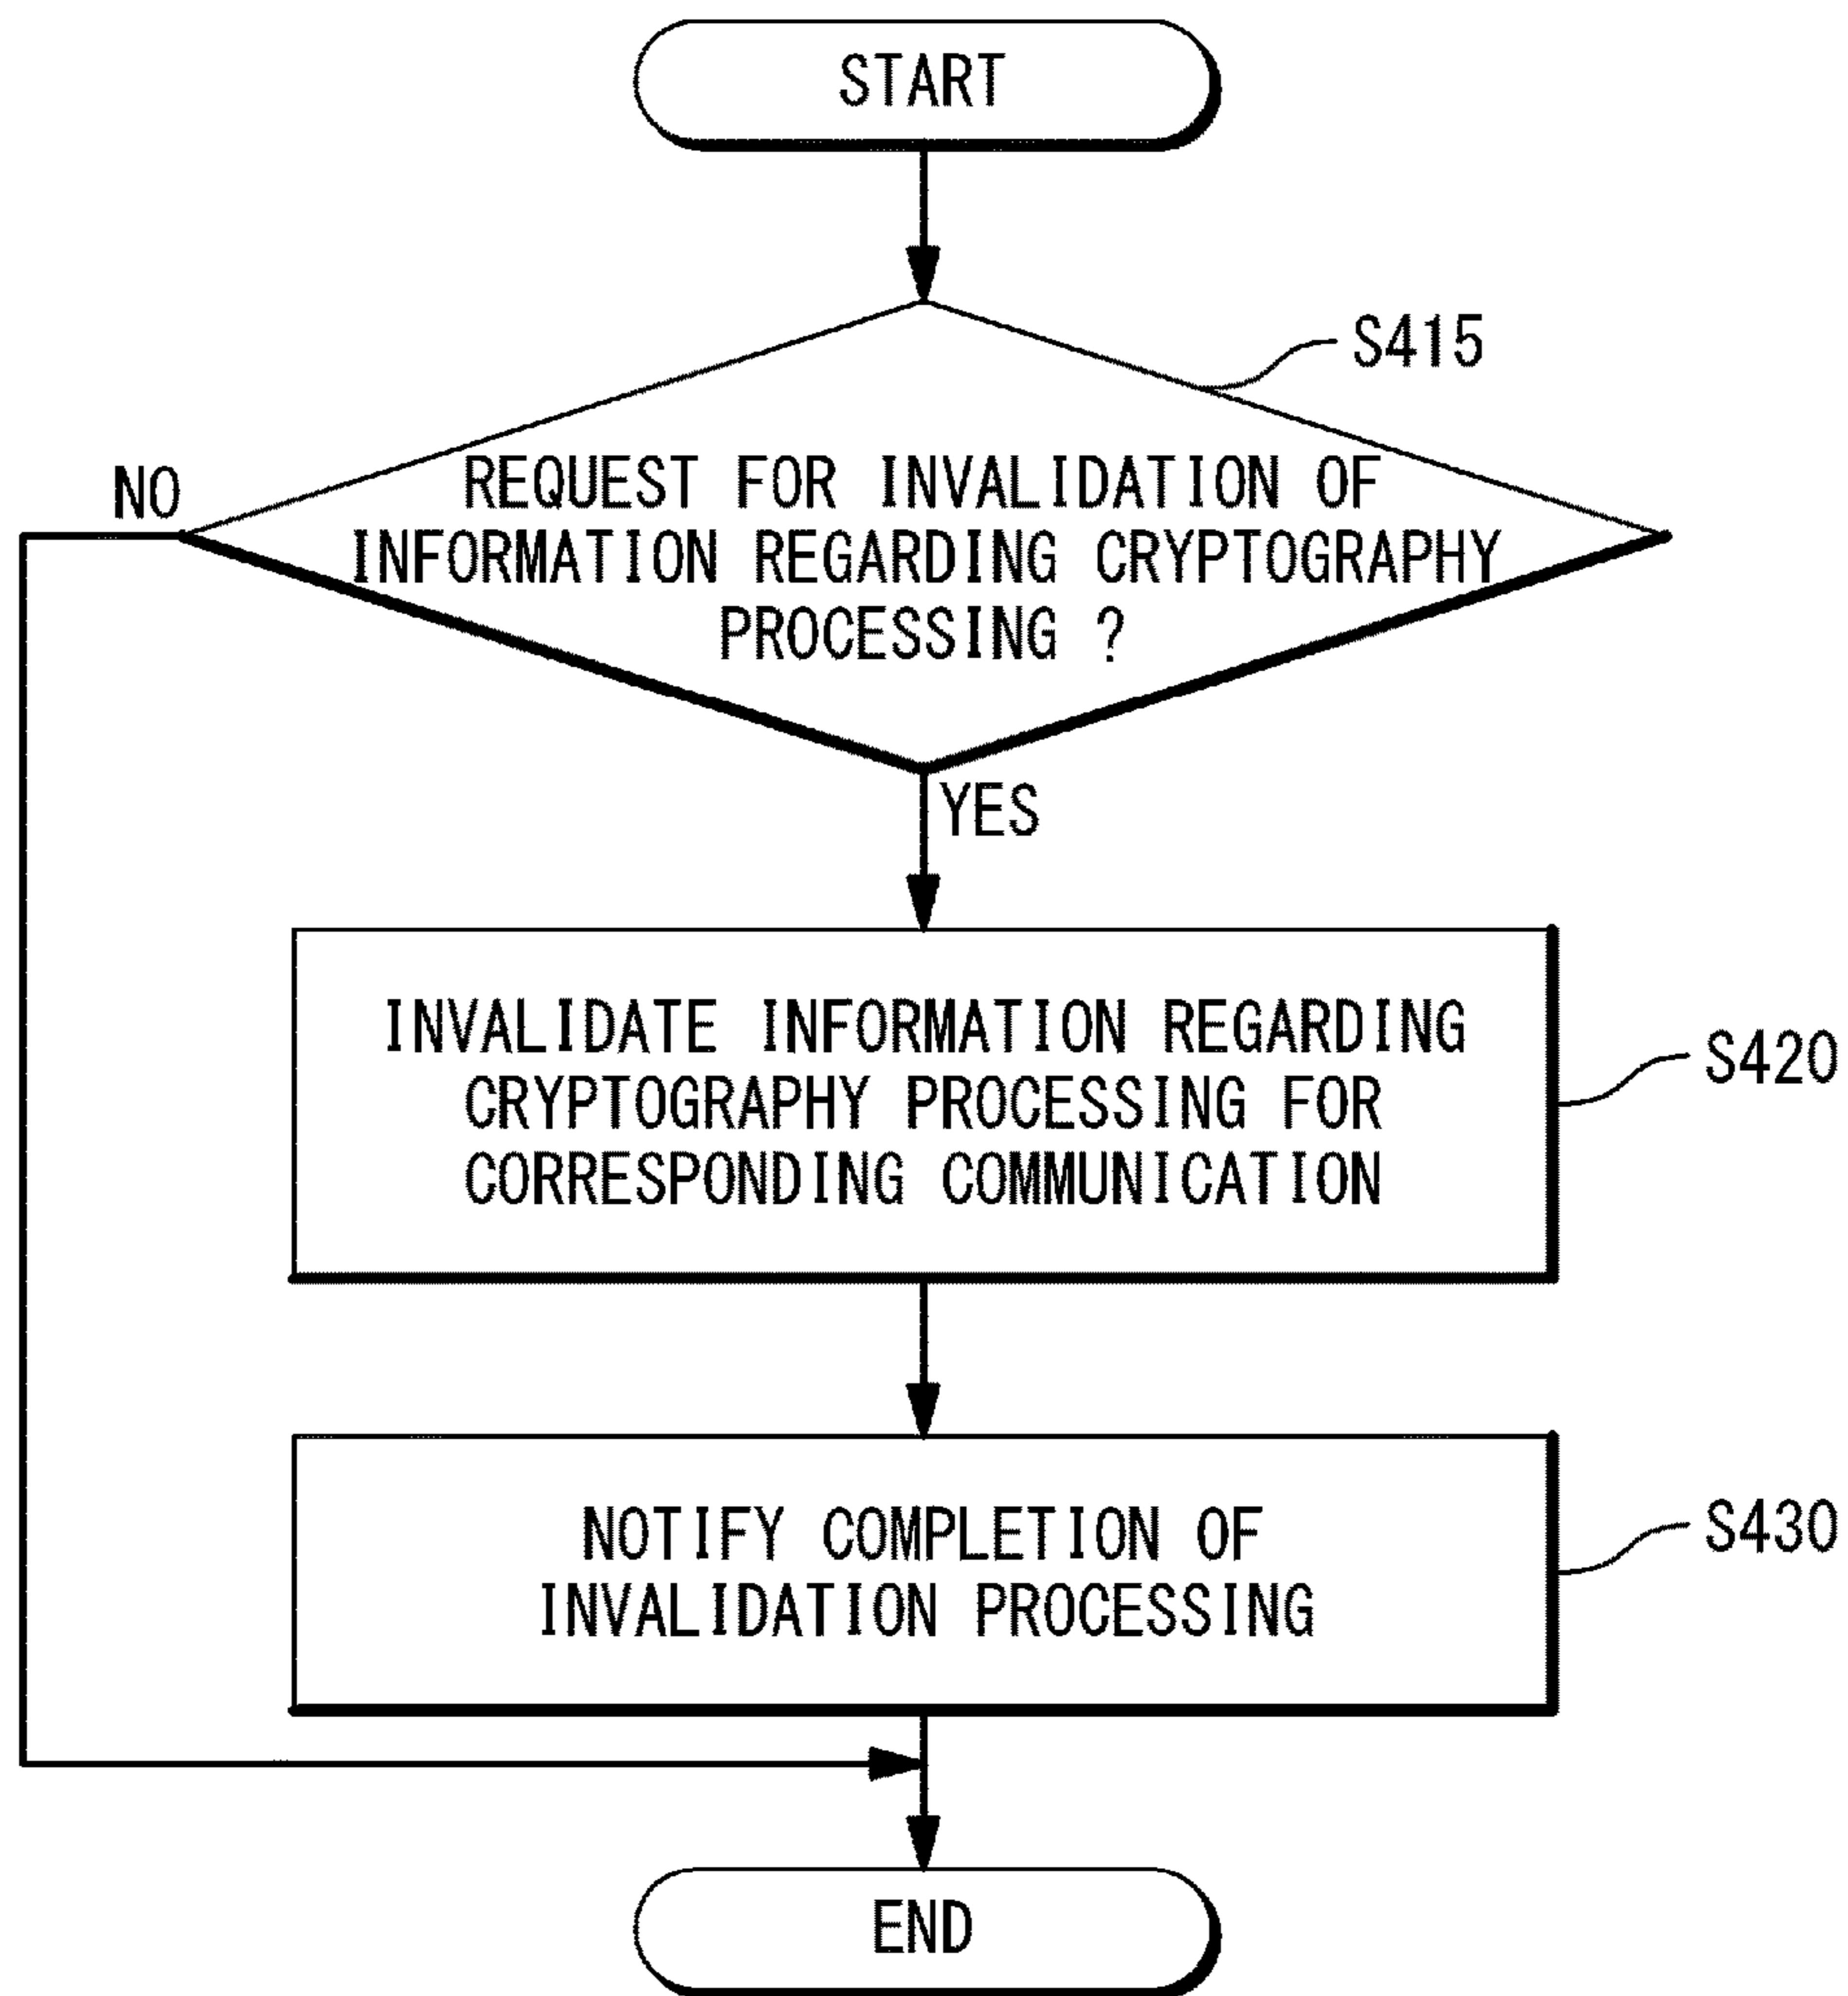 START
S415
NO
REQUEST FOR INVALIDATION OF
INFORMATION REGARDING CRYPTOGRAPHY
PROCESSING ?
YES
INVALIDATE INFORMATION REGARDING
CRYPTOGRAPHY PROCESSING FOR
CORRESPONDING COMMUNICATION
S420
NOTIFY COMPLETION OF
INVALIDATION PROCESSING
S430
END